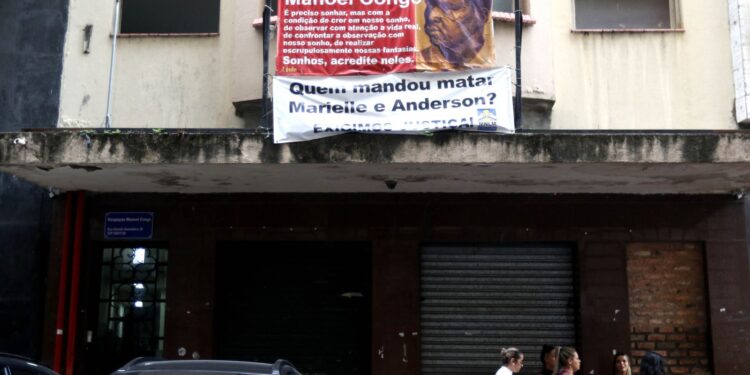 Manoel Congo
É preciso sonhar, mas com a
condição de crer em nosso sonho,
de observar com atenção a vida real,
de confrontar a observação com
nosso sonho, de realizar
escrupulosamente nossas fantasias.
Sonhos, acredite neles.
Quem mandou matar
Marielle e Anderson?
EXIGIMOS JUSTIÇA!
Ocupação Manoel Congo